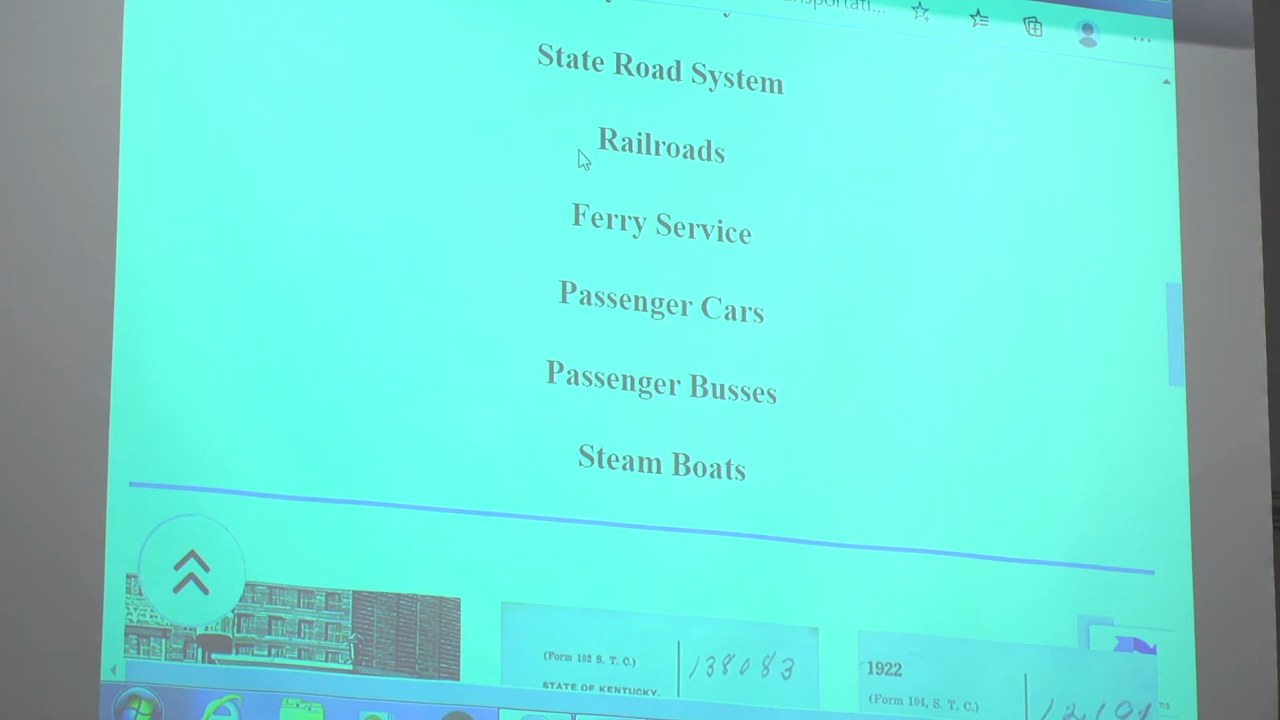 State Road System
Railroads
Ferry Service
Passenger Cars
Passenger Busses
Steam Boats
(Form 102 S. T. C.)
138083
STATE OF KENTUCKY.
1922
(Form 104, S. T. C.)